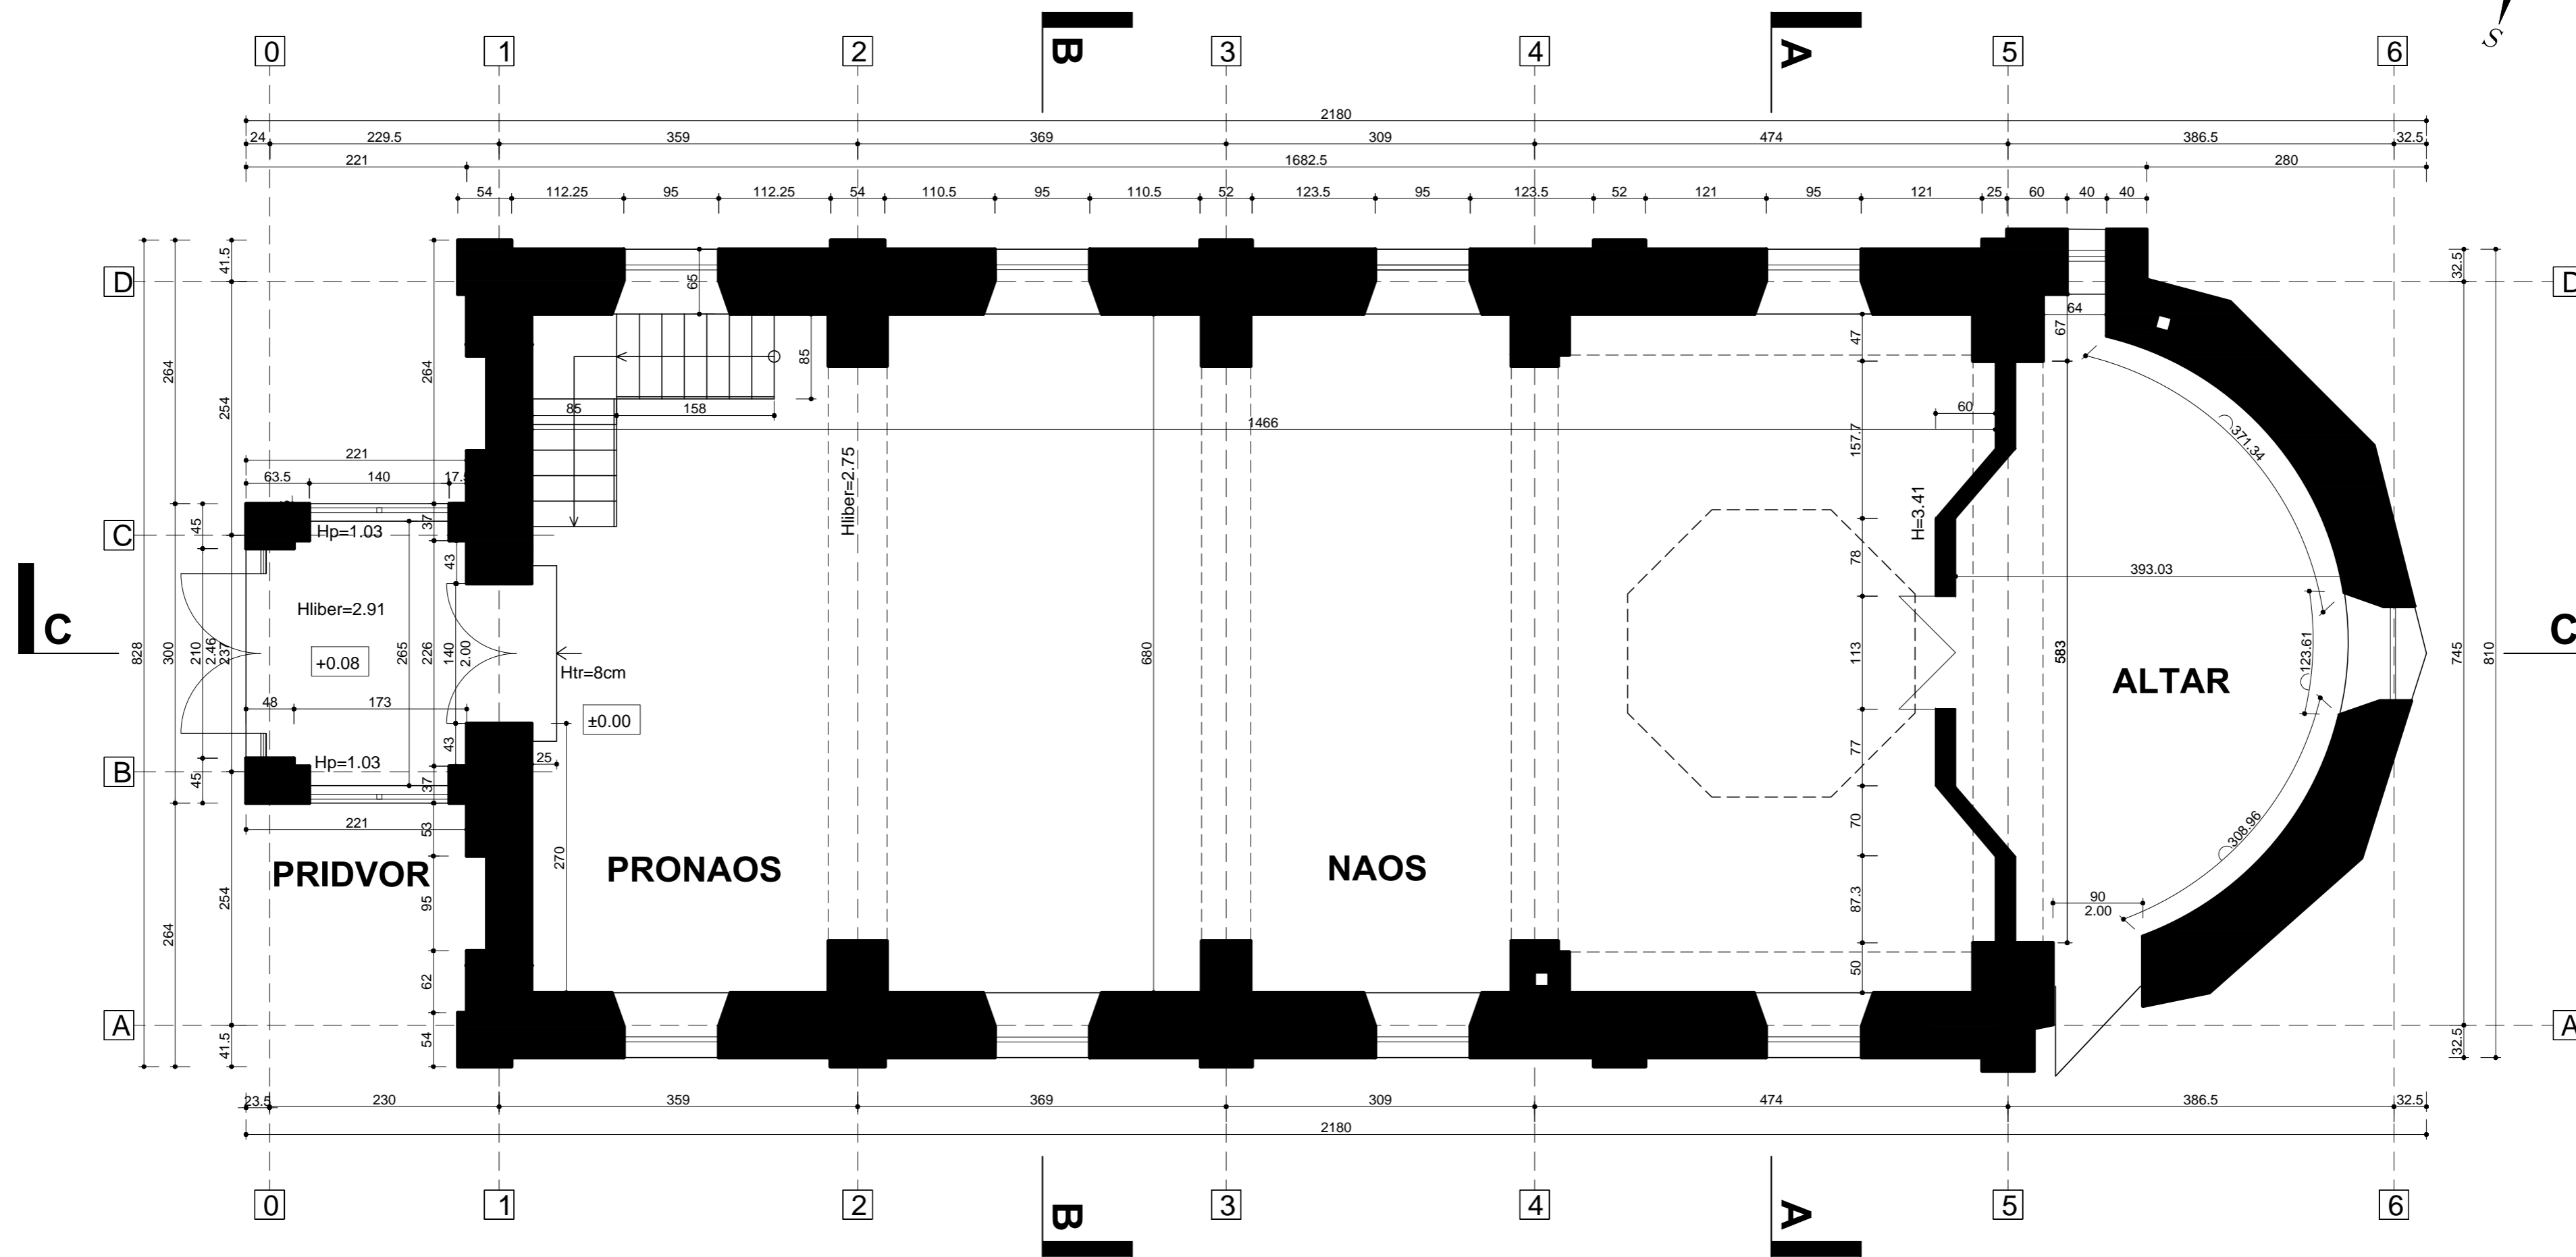 S
B A
0 1 2 3 4 5 6
2180
24 229.5 359 369 309 474 386.5 32.5
221 1682.5 280
54 112.25 95 112.25 54 110.5 95 110.5 52 123.5 95 123.5 52 121 95 121 25 60 40 40
D D
41.5 65 32.5
264 254 264 85 47 67 64
85 158 60
1466
157.7 371.34
221
63.5 140 17.5
Hliber=2.75 H=3.41
45 Hp=1.03 37
C
43 78 393.03
Hliber=2.91
C C
828 300 210 2.46 237 265 226 140 2.00 680 113 583 123.61 745 810
+0.08
Htr=8cm
ALTAR
48 173 ±0.00
43 25 77
B
45 Hp=1.03 37
221 53 270 70 308.96
PRIDVOR PRONAOS NAOS
264 254 95 87.3 90
2.00
62 50
A A
41.5 54 32.5
23.5 230 359 369 309 474 386.5 32.5
2180
0 1 2 3 4 5 6
B A